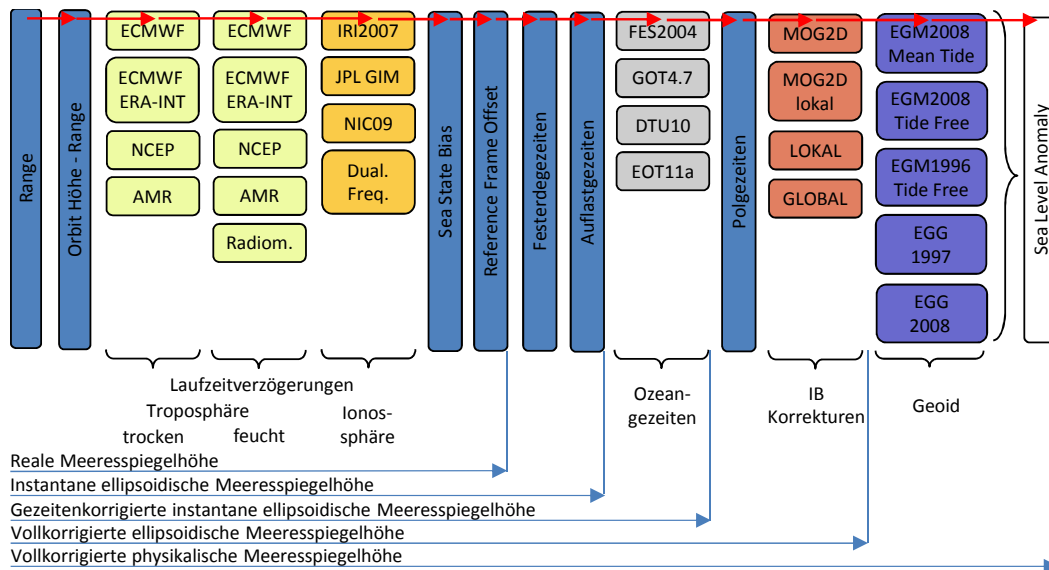 Range
Orbit Höhe - Range
ECMWF
ECMWF
ERA-INT
NCEP
AMR
ECMWF
ECMWF
ERA-INT
NCEP
AMR
Radiom.
IRI2007
JPL GIM
NIC09
Dual.
Freq.
Sea State Bias
Reference Frame Offset
Festerdegezeiten
Auflastgezeiten
FES2004
GOT4.7
DTU10
EOT11a
Polgezeiten
MOG2D
MOG2D
lokal
LOKAL
GLOBAL
EGM2008
Mean Tide
EGM2008
Tide Free
EGM1996
Tide Free
EGG
1997
EGG
2008
Sea Level Anomaly
Laufzeitverzögerungen
Troposphäre
trocken
feucht
Ionos-
sphäre
Ozean-
gezeiten
IB
Korrekturen
Geoid
Reale Meeresspiegelhöhe
Instantane ellipsoidische Meeresspiegelhöhe
Gezeitenkorrigierte instantane ellipsoidische Meeresspiegelhöhe
Vollkorrigierte ellipsoidische Meeresspiegelhöhe
Vollkorrigierte physikalische Meeresspiegelhöhe